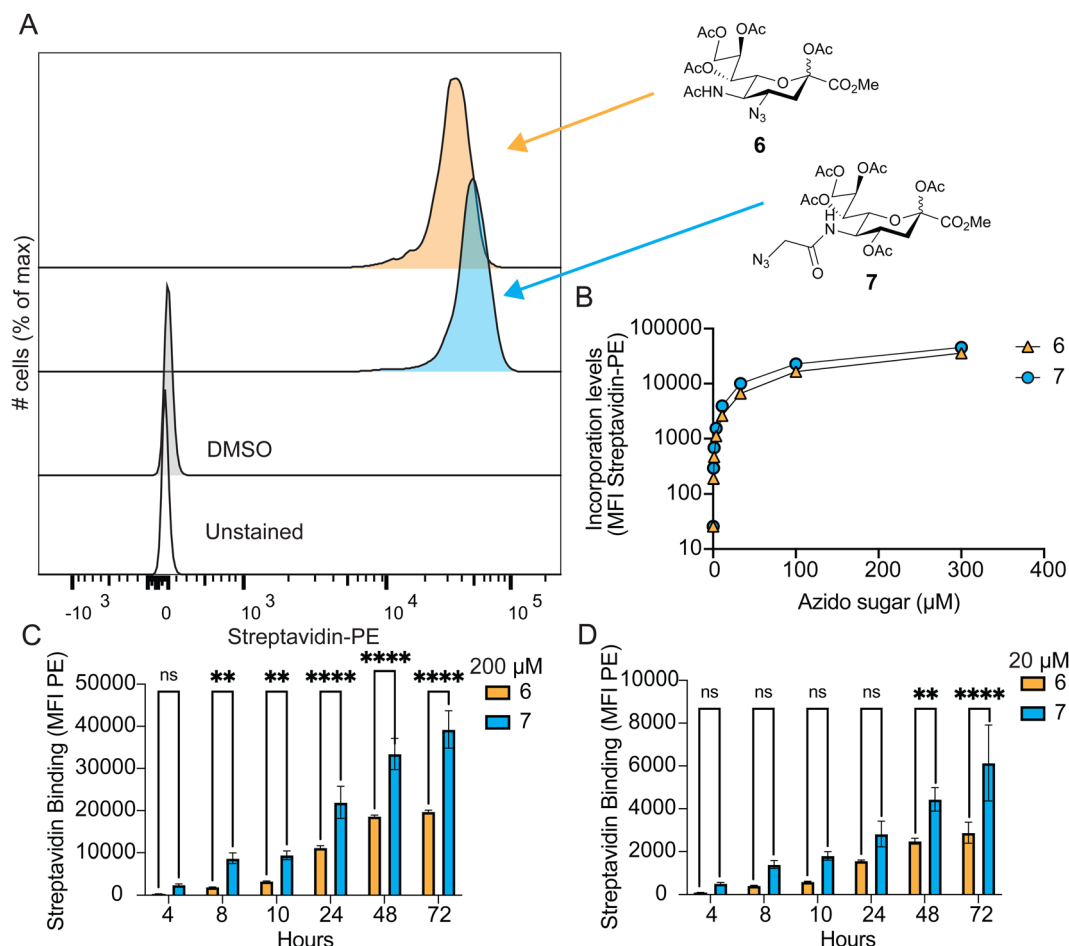 A
# cells (% of max)
DMSO
Unstained
-10 3
0
10 3
10 4
10 5
Streptavidin-PE
AcO
OAc
OAc
AcO
O
CO2Me
AcHN
N3
6
AcO
OAc
OAc
AcO
H
O
CO2Me
N
N3
O
AcO
7
B
Incorporation levels
(MFI Streptavidin-PE)
100000
10000
1000
100
10
0
100
200
300
400
Azido sugar (µM)
6
7
C
Streptavidin Binding (MFI PE)
50000
40000
30000
20000
10000
0
ns
**
**
****
****
****
200 µM
6
7
4
8
10
24
48
72
Hours
D
Streptavidin Binding (MFI PE)
8000
6000
4000
2000
0
ns
ns
ns
ns
**
****
20 µM
6
7
4
8
10
24
48
72
Hours